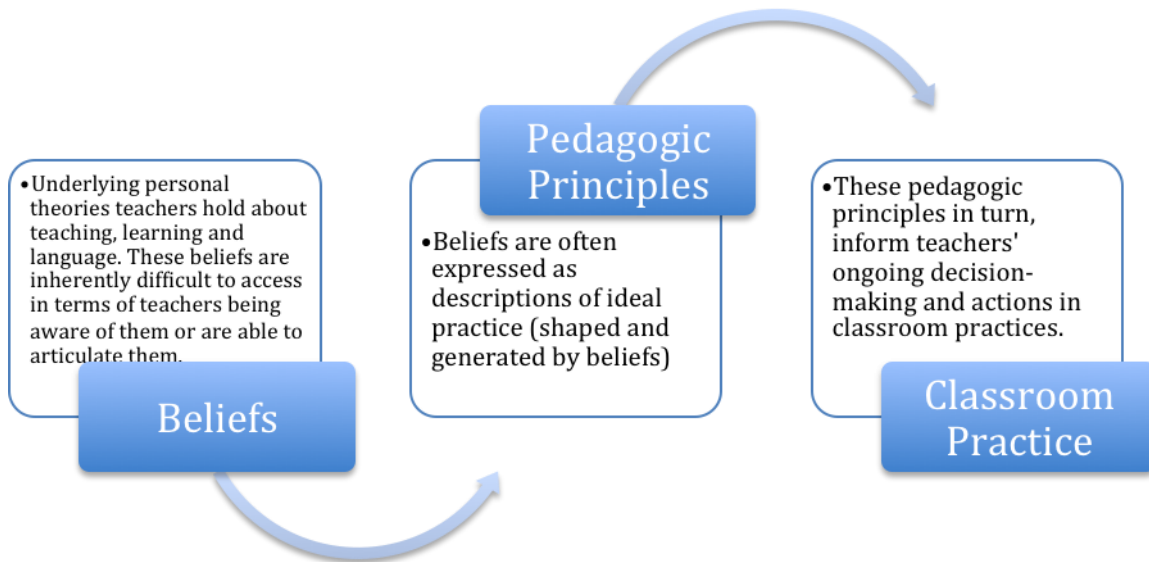 •Underlying personal
theories teachers hold about
teaching, learning and
language. These beliefs are
inherently difficult to access
in terms of teachers being
aware of them or are able to
articulate them.
Beliefs
Pedagogic
Principles
•Beliefs are often
expressed as
descriptions of ideal
practice (shaped and
generated by beliefs)
•These pedagogic
principles in turn,
inform teachers'
ongoing decision-
making and actions in
classroom practices.
Classroom
Practice